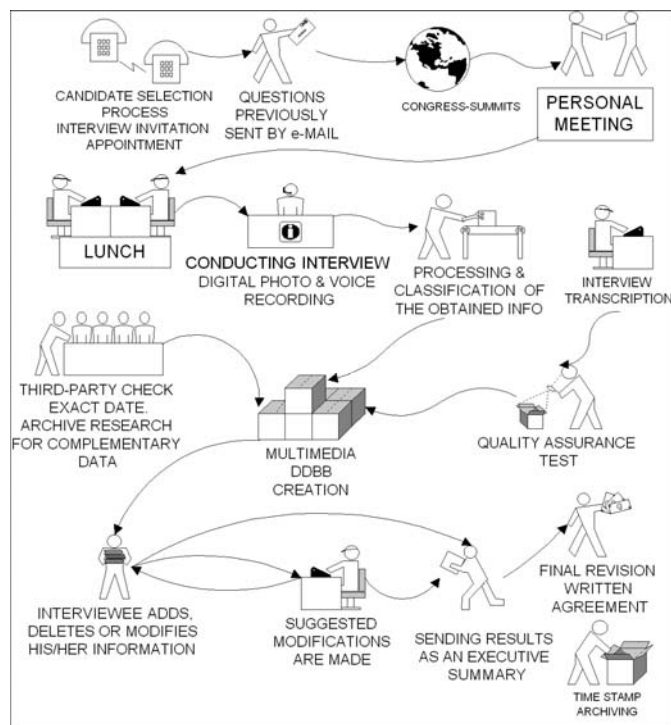 CANDIDATE SELECTION
PROCESS
INTERVIEW INVITATION
APPOINTMENT
QUESTIONS
PREVIOUSLY
SENT BY e-MAIL
CONGRESS-SUMMITS
PERSONAL
MEETING
LUNCH
CONDUCTING INTERVIEW
DIGITAL PHOTO & VOICE
RECORDING
PROCESSING &
CLASSIFICATION OF
THE OBTAINED INFO
INTERVIEW
TRANSCRIPTION
THIRD-PARTY CHECK
EXACT DATE.
ARCHIVE RESEARCH
FOR COMPLEMENTARY
DATA
MULTIMEDIA
DDBB
CREATION
QUALITY ASSURANCE
TEST
INTERVIEWEE ADDS,
DELETES OR MODIFIES
HIS/HER INFORMATION
SUGGESTED
MODIFICATIONS
ARE MADE
SENDING RESULTS
AS AN EXECUTIVE
SUMMARY
FINAL REVISION
WRITTEN
AGREEMENT
TIME STAMP
ARCHIVING